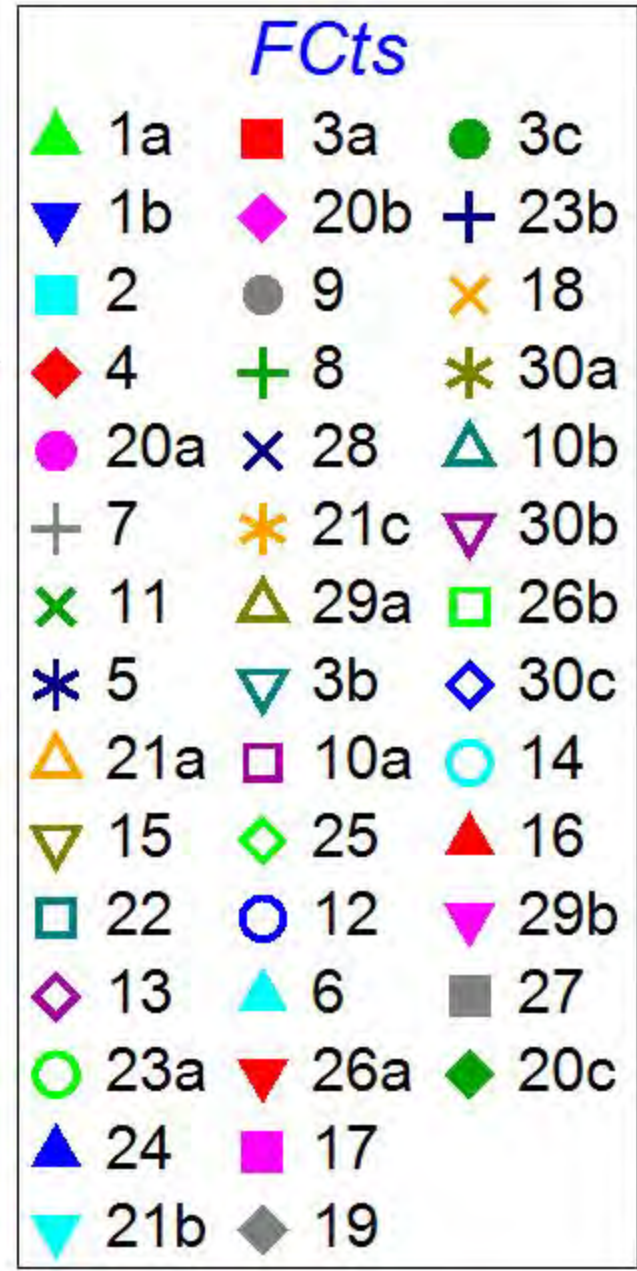 FCts
1a 3a 3c
1b 20b 23b
2 9 18
4 8 30a
20a 28 10b
7 21c 30b
11 29a 26b
5 3b 30c
21a 10a 14
15 25 16
22 12 29b
13 6 27
23a 26a 20c
24 17
21b 19